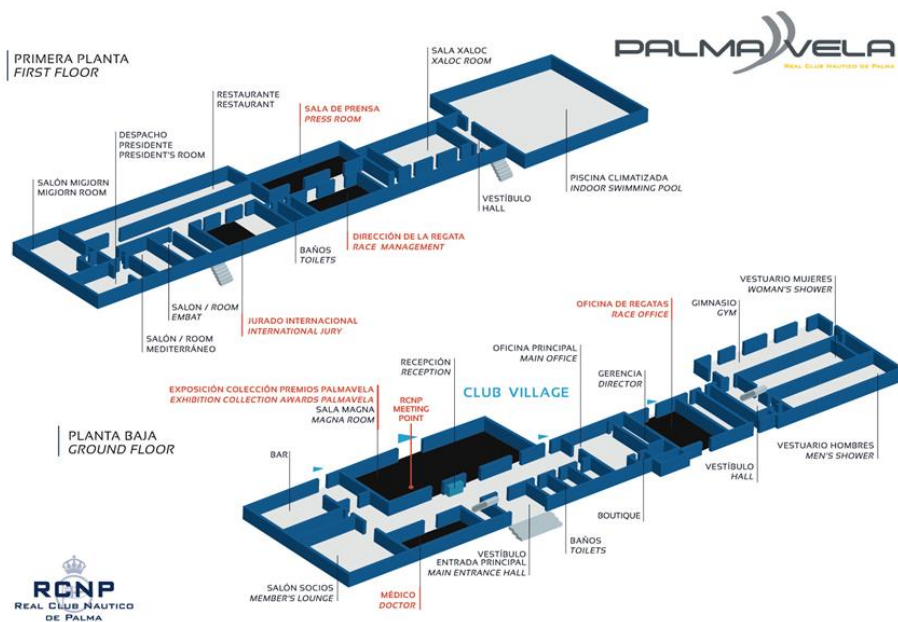 PRIMERA PLANTA
FIRST FLOOR
PALMAVELA
REAL CLUB NAUTICO DE PALMA
SALA XALOC
XALOC ROOM
RESTAURANTE
RESTAURANT
SALA DE PRENSA
PRESS ROOM
DESPACHO
PRESIDENTE
PRESIDENT'S ROOM
SALÓN MIGJORN
MIGJORN ROOM
PISCINA CLIMATIZADA
INDOOR SWIMMING POOL
VESTÍBULO
HALL
DIRECCIÓN DE LA REGATA
RACE MANAGEMENT
BAÑOS
TOILETS
SALON / ROOM
EMBAT
JURADO INTERNACIONAL
INTERNATIONAL JURY
SALÓN / ROOM
MEDITERRÁNEO
VESTUARIO MUJERES
WOMAN'S SHOWER
GIMNASIO
GYM
OFICINA DE REGATAS
RACE OFFICE
OFICINA PRINCIPAL
MAIN OFFICE
RECEPCIÓN
RECEPTION
GERENCIA
DIRECTOR
CLUB VILLAGE
EXPOSICIÓN COLECCIÓN PREMIOS PALMAVELA
EXHIBITION COLLECTION AWARDS PALMAVELA
SALA MAGNA
MAGNA ROOM
RCNP
MEETING
POINT
PLANTA BAJA
GROUND FLOOR
BAR
VESTUARIO HOMBRES
MEN'S SHOWER
VESTÍBULO
HALL
BOUTIQUE
BAÑOS
TOILETS
VESTÍBULO
ENTRADA PRINCIPAL
MAIN ENTRANCE HALL
SALÓN SOCIOS
MEMBER'S LOUNGE
MÉDICO
DOCTOR
RCNP
REAL CLUB NAUTICO
DE PALMA